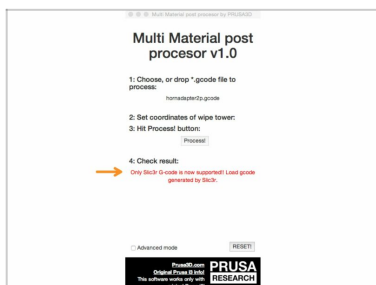 Multi Material post procesor by PRUSA3D
Multi Material post
procesor v1.0
1: Choose, or drop *.gcode file to
process:
hornadapter2p.gcode
2: Set coordinates of wipe tower:
3: Hit Process! button:
Process!
4: Check result:
Only Slic3r G-code is now supported!! Load gcode
generated by Slic3r.
Advanced mode
RESET!
Prusa3D.com
Original Prusa i3 info!
This software works only with
PRUSA
RESEARCH